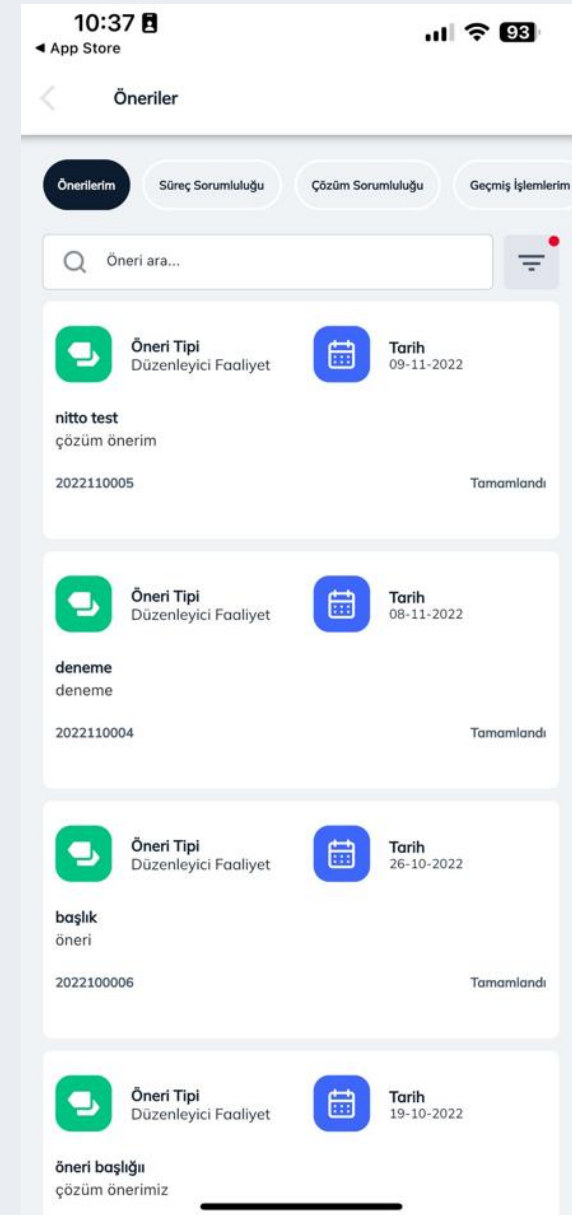 10:37
93
◀ App Store
Öneriler
Önerilerim
Süreç Sorumluluğu
Çözüm Sorumluluğu
Geçmiş İşlemlerim
Öneri ara...
Öneri Tipi
Düzenleyici Faaliyet
Tarih
09-11-2022
nitto test
çözüm önerim
2022110005
Tamamlandı
Öneri Tipi
Düzenleyici Faaliyet
Tarih
08-11-2022
deneme
deneme
2022110004
Tamamlandı
Öneri Tipi
Düzenleyici Faaliyet
Tarih
26-10-2022
başlık
öneri
2022100006
Tamamlandı
Öneri Tipi
Düzenleyici Faaliyet
Tarih
19-10-2022
öneri başlığıı
çözüm önerimiz